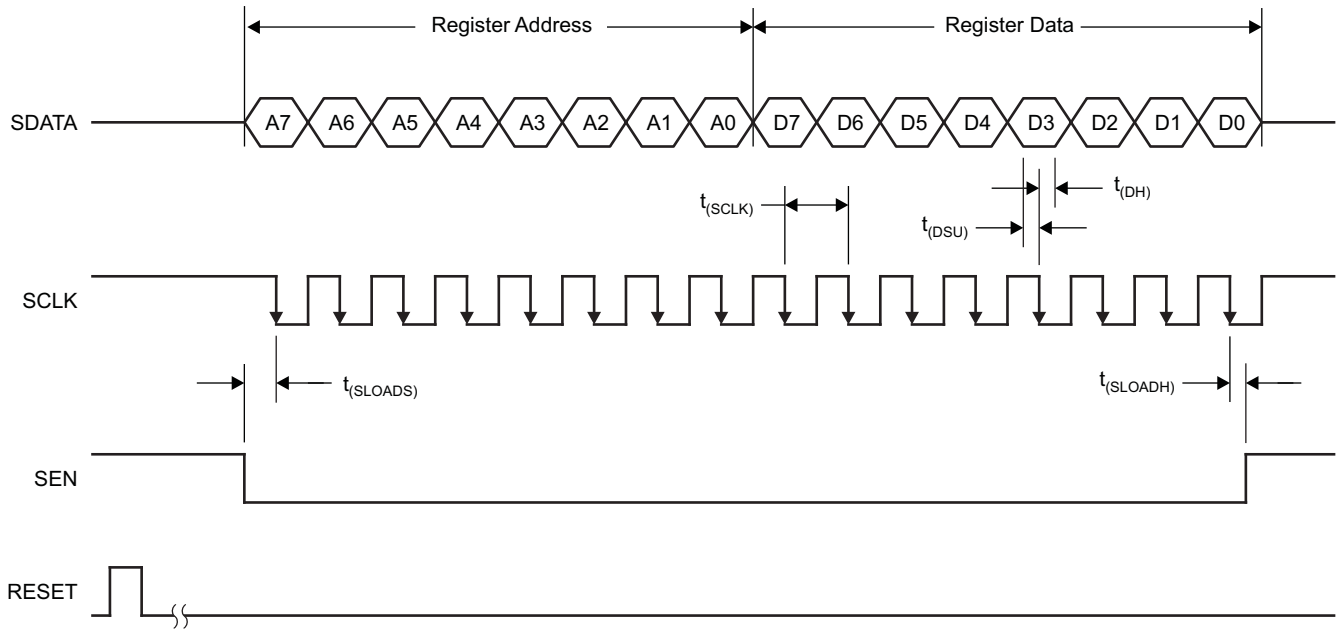 Register Address
Register Data
SDATA
A7 A6 A5 A4 A3 A2 A1 A0 D7 D6 D5 D4 D3 D2 D1 D0
t(SCLK)
t(DH)
t(DSU)
SCLK
t(SLOADS)
t(SLOADH)
SEN
RESET